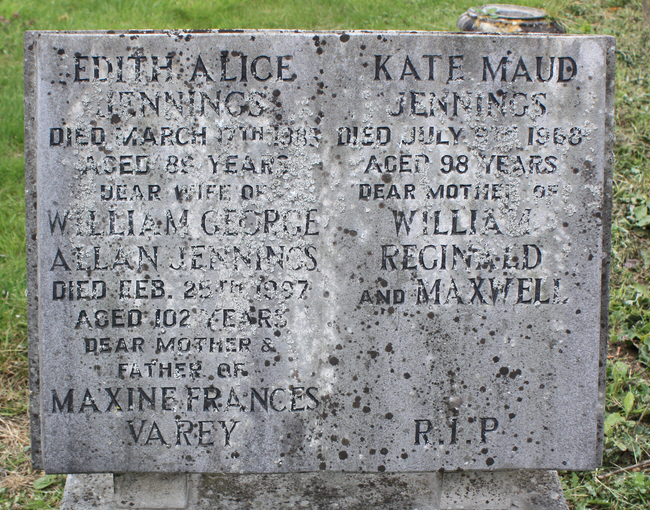 EDITH ALICE
JENNINGS
DIED MARCH 17TH 1983
AGED 89 YEARS
DEAR WIFE OF
WILLIAM GEORGE
ALLAN JENNINGS
DIED FEB. 25TH 1997
AGED 102 YEARS
DEAR MOTHER &
FATHER OF
MAXINE FRANCES
VAREY
KATE MAUD
JENNINGS
DIED JULY 1968
AGED 98 YEARS
DEAR MOTHER OF
WILLIAM
REGINALD
AND MAXWELL
R.I.P